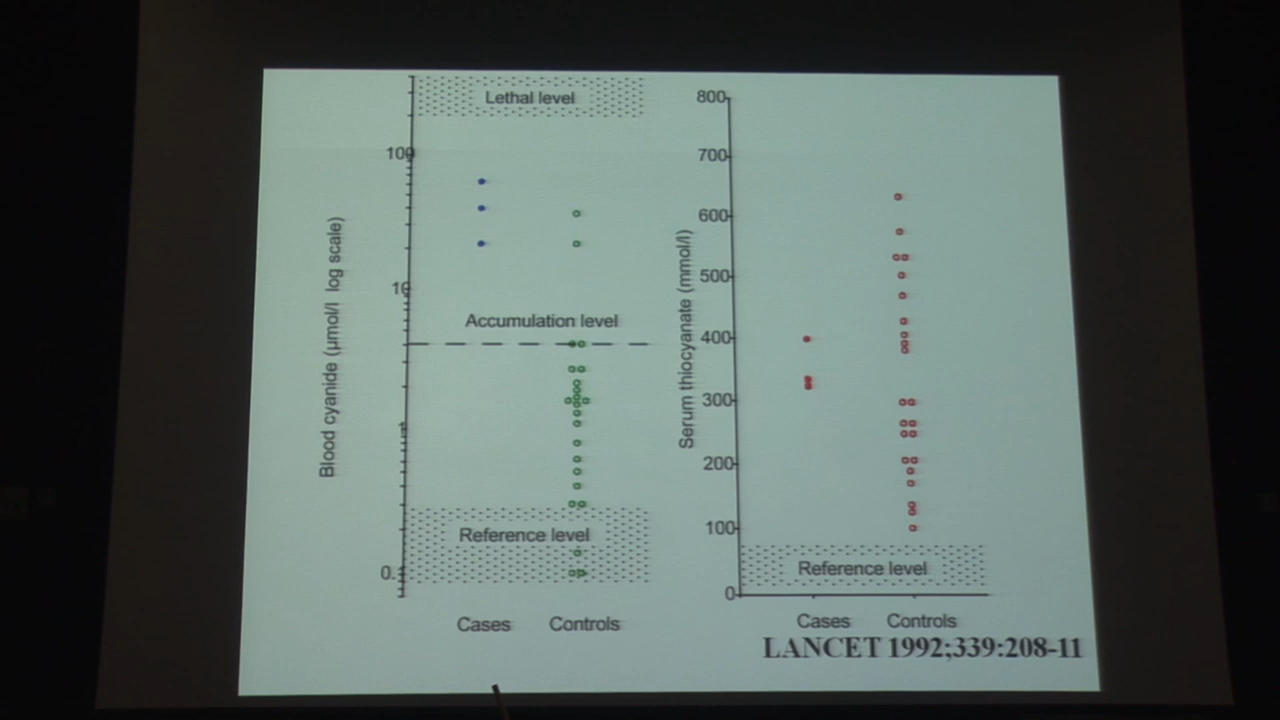 Lethal level
100
10
1
0.1
Blood cyanide (µmol/l log scale)
Accumulation level
Reference level
Cases
Controls
800
700
600
500
400
300
200
100
0
Serum thiocyanate (mmol/l)
Reference level
Cases
Controls
LANCET 1992;339:208-11